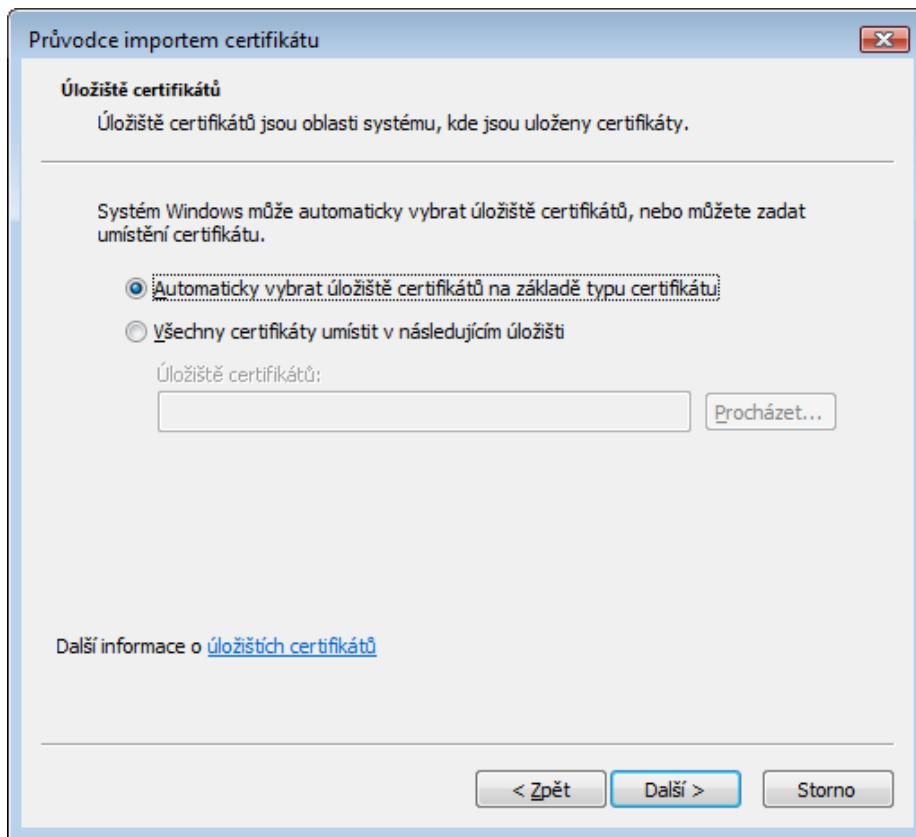 Průvodce importem certifikátu
Úložiště certifikátů
Úložiště certifikátů jsou oblasti systému, kde jsou uloženy certifikáty.
Systém Windows může automaticky vybrat úložiště certifikátů, nebo můžete zadat
umístění certifikátu.
Automaticky vybrat úložiště certifikátů na základě typu certifikátu
Všechny certifikáty umístit v následujícím úložišti
Úložiště certifikátů:
Procházet...
Další informace o úložištích certifikátů
< Zpět
Další >
Storno